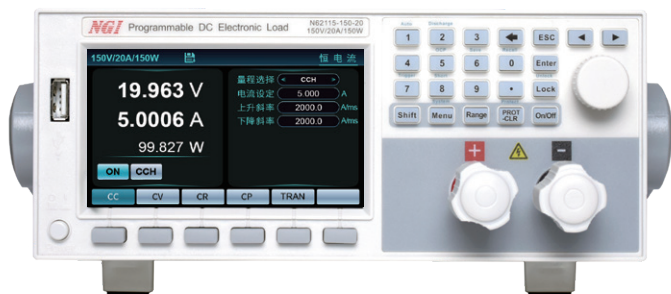 NGI Programmable DC Electronic Load N62115-150-20
150V/20A/150W
150V/20A/150W 恒电流
19.963 V
5.0006 A
99.827 W
ON CCH
量程选择 < CCH >
电流设定 5.000 A
上升斜率 2000.0 A/ms
下降斜率 2000.0 A/ms
CC CV CR CP TRAN
Discharge
1 2 3 ESC
4 5 6 0 Enter
7 8 9 • Lock
Shift Menu Range PROT -CLR On/Off
+ -